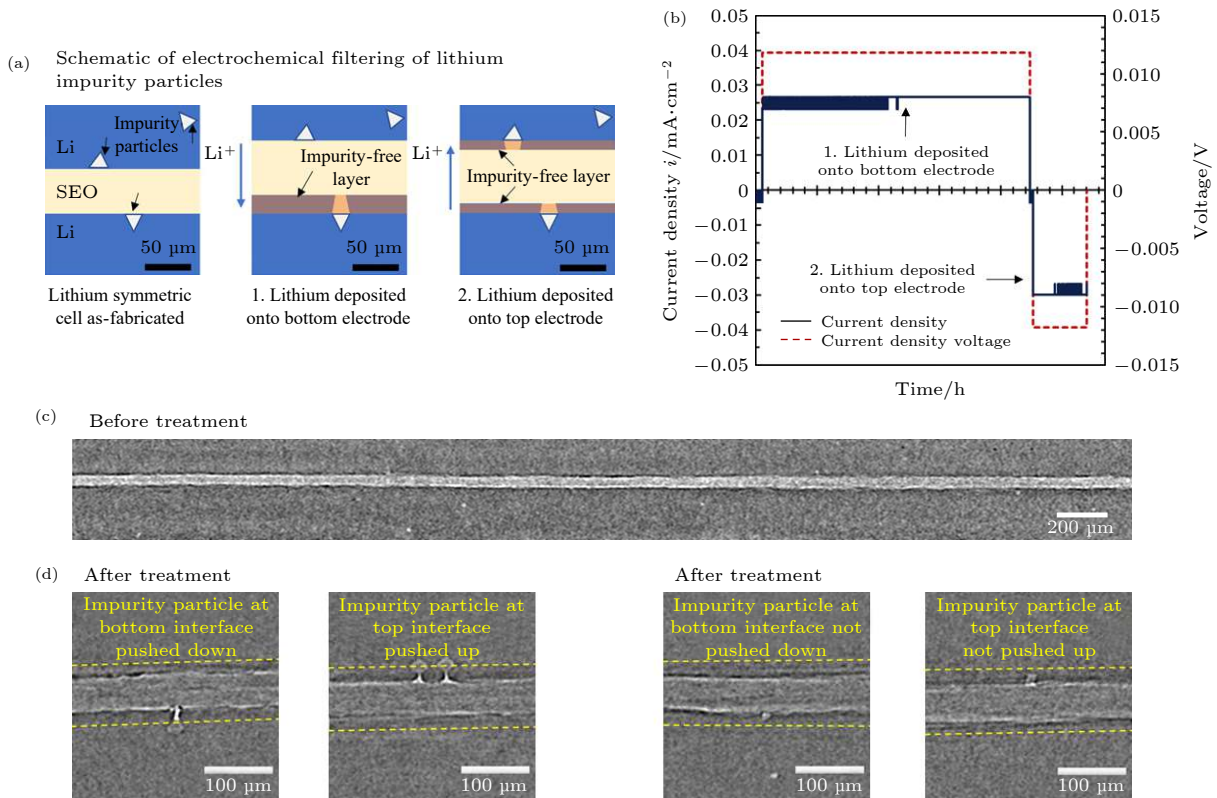 (a)
Schematic of electrochemical filtering of lithium
impurity particles
Li
Impurity
particles
SEO
Li
50 μm
Lithium symmetric
cell as-fabricated
Li+
Impurity-free
layer
50 μm
1. Lithium deposited
onto bottom electrode
Li+
Impurity-free layer
50 μm
2. Lithium deposited
onto top electrode
(b)
Current density i/mA·cm−2
0.05
0.04
0.03
0.02
0.01
0
−0.01
−0.02
−0.03
−0.04
−0.05
1. Lithium deposited
onto bottom electrode
2. Lithium deposited
onto top electrode
Current density
Current density voltage
0.015
0.010
0.005
0
−0.005
−0.010
−0.015
Voltage/V
Time/h
(c)
Before treatment
200 μm
(d)
After treatment
Impurity particle at
bottom interface
pushed down
100 μm
Impurity particle at
top interface
pushed up
100 μm
After treatment
Impurity particle at
bottom interface not
pushed down
100 μm
Impurity particle at
top interface
not pushed up
100 μm